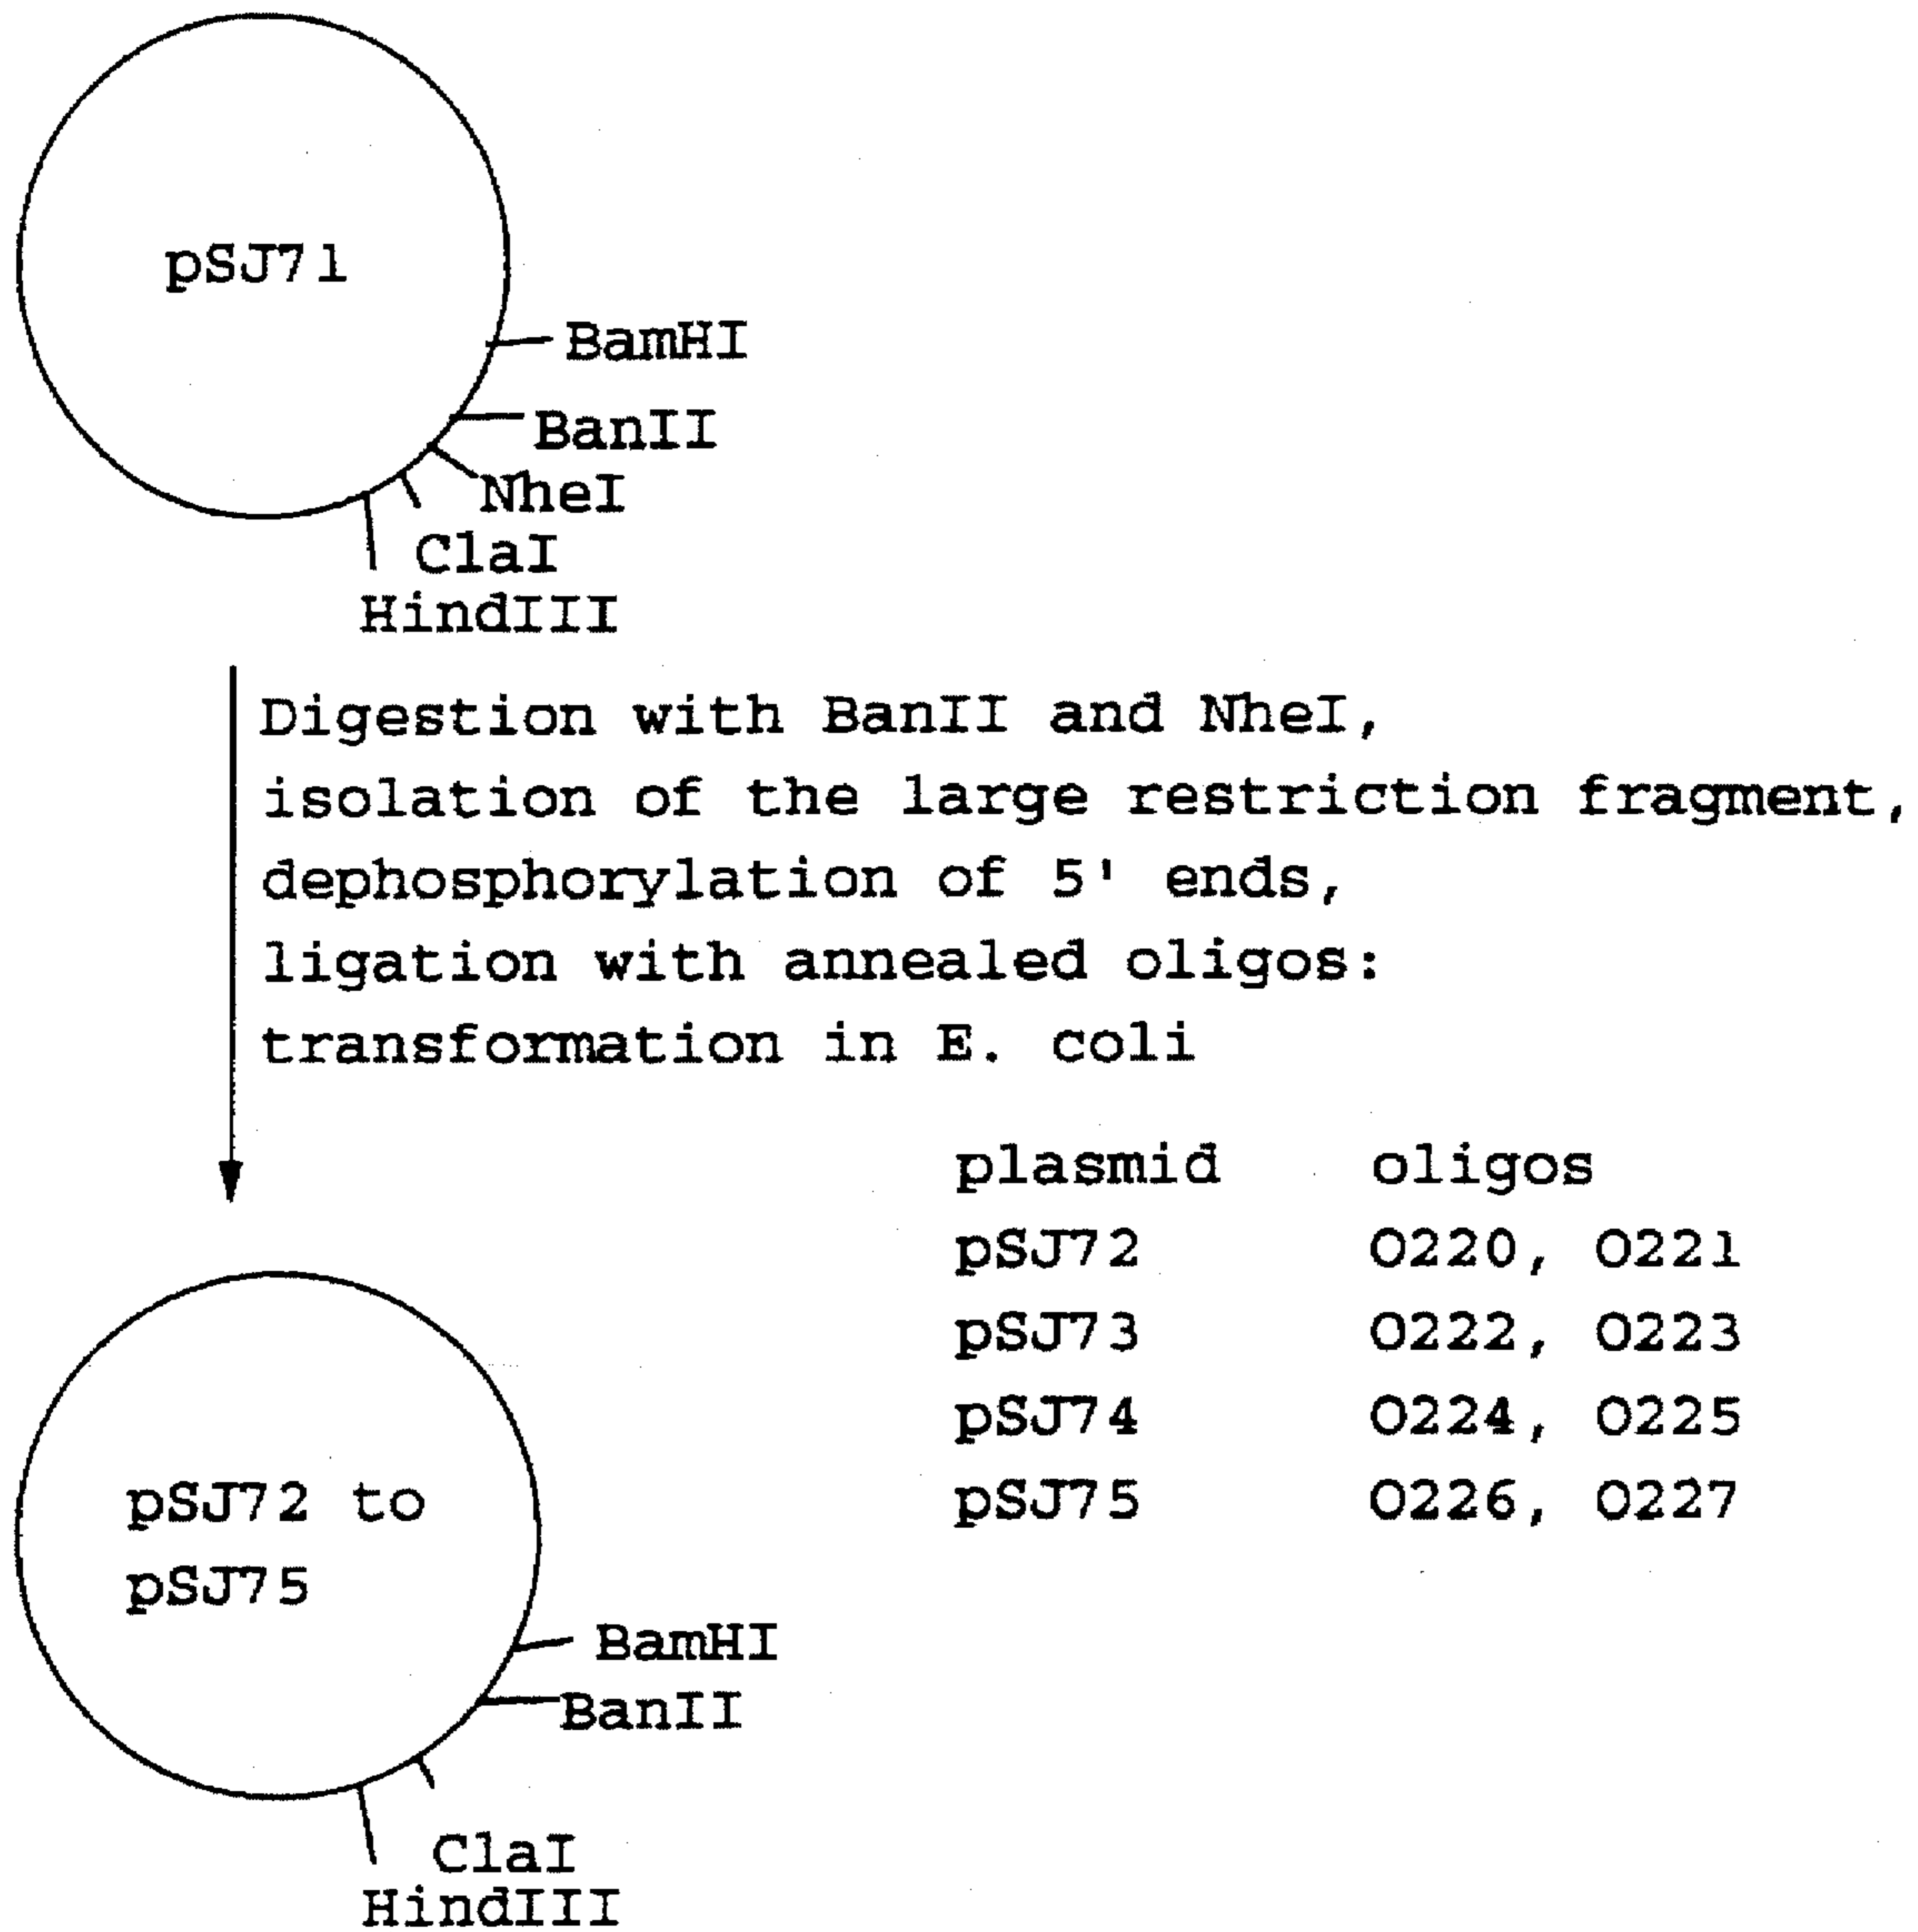 pSJ71
BamHI
BanII
NheI
ClaI
HindIII
Digestion with BanII and NheI,
isolation of the large restriction fragment,
dephosphorylation of 5' ends,
ligation with annealed oligos:
transformation in E. coli
plasmid oligos
pSJ72 O220, O221
pSJ73 O222, O223
pSJ74 O224, O225
pSJ75 O226, O227
pSJ72 to
pSJ75
BamHI
BanII
ClaI
HindIII